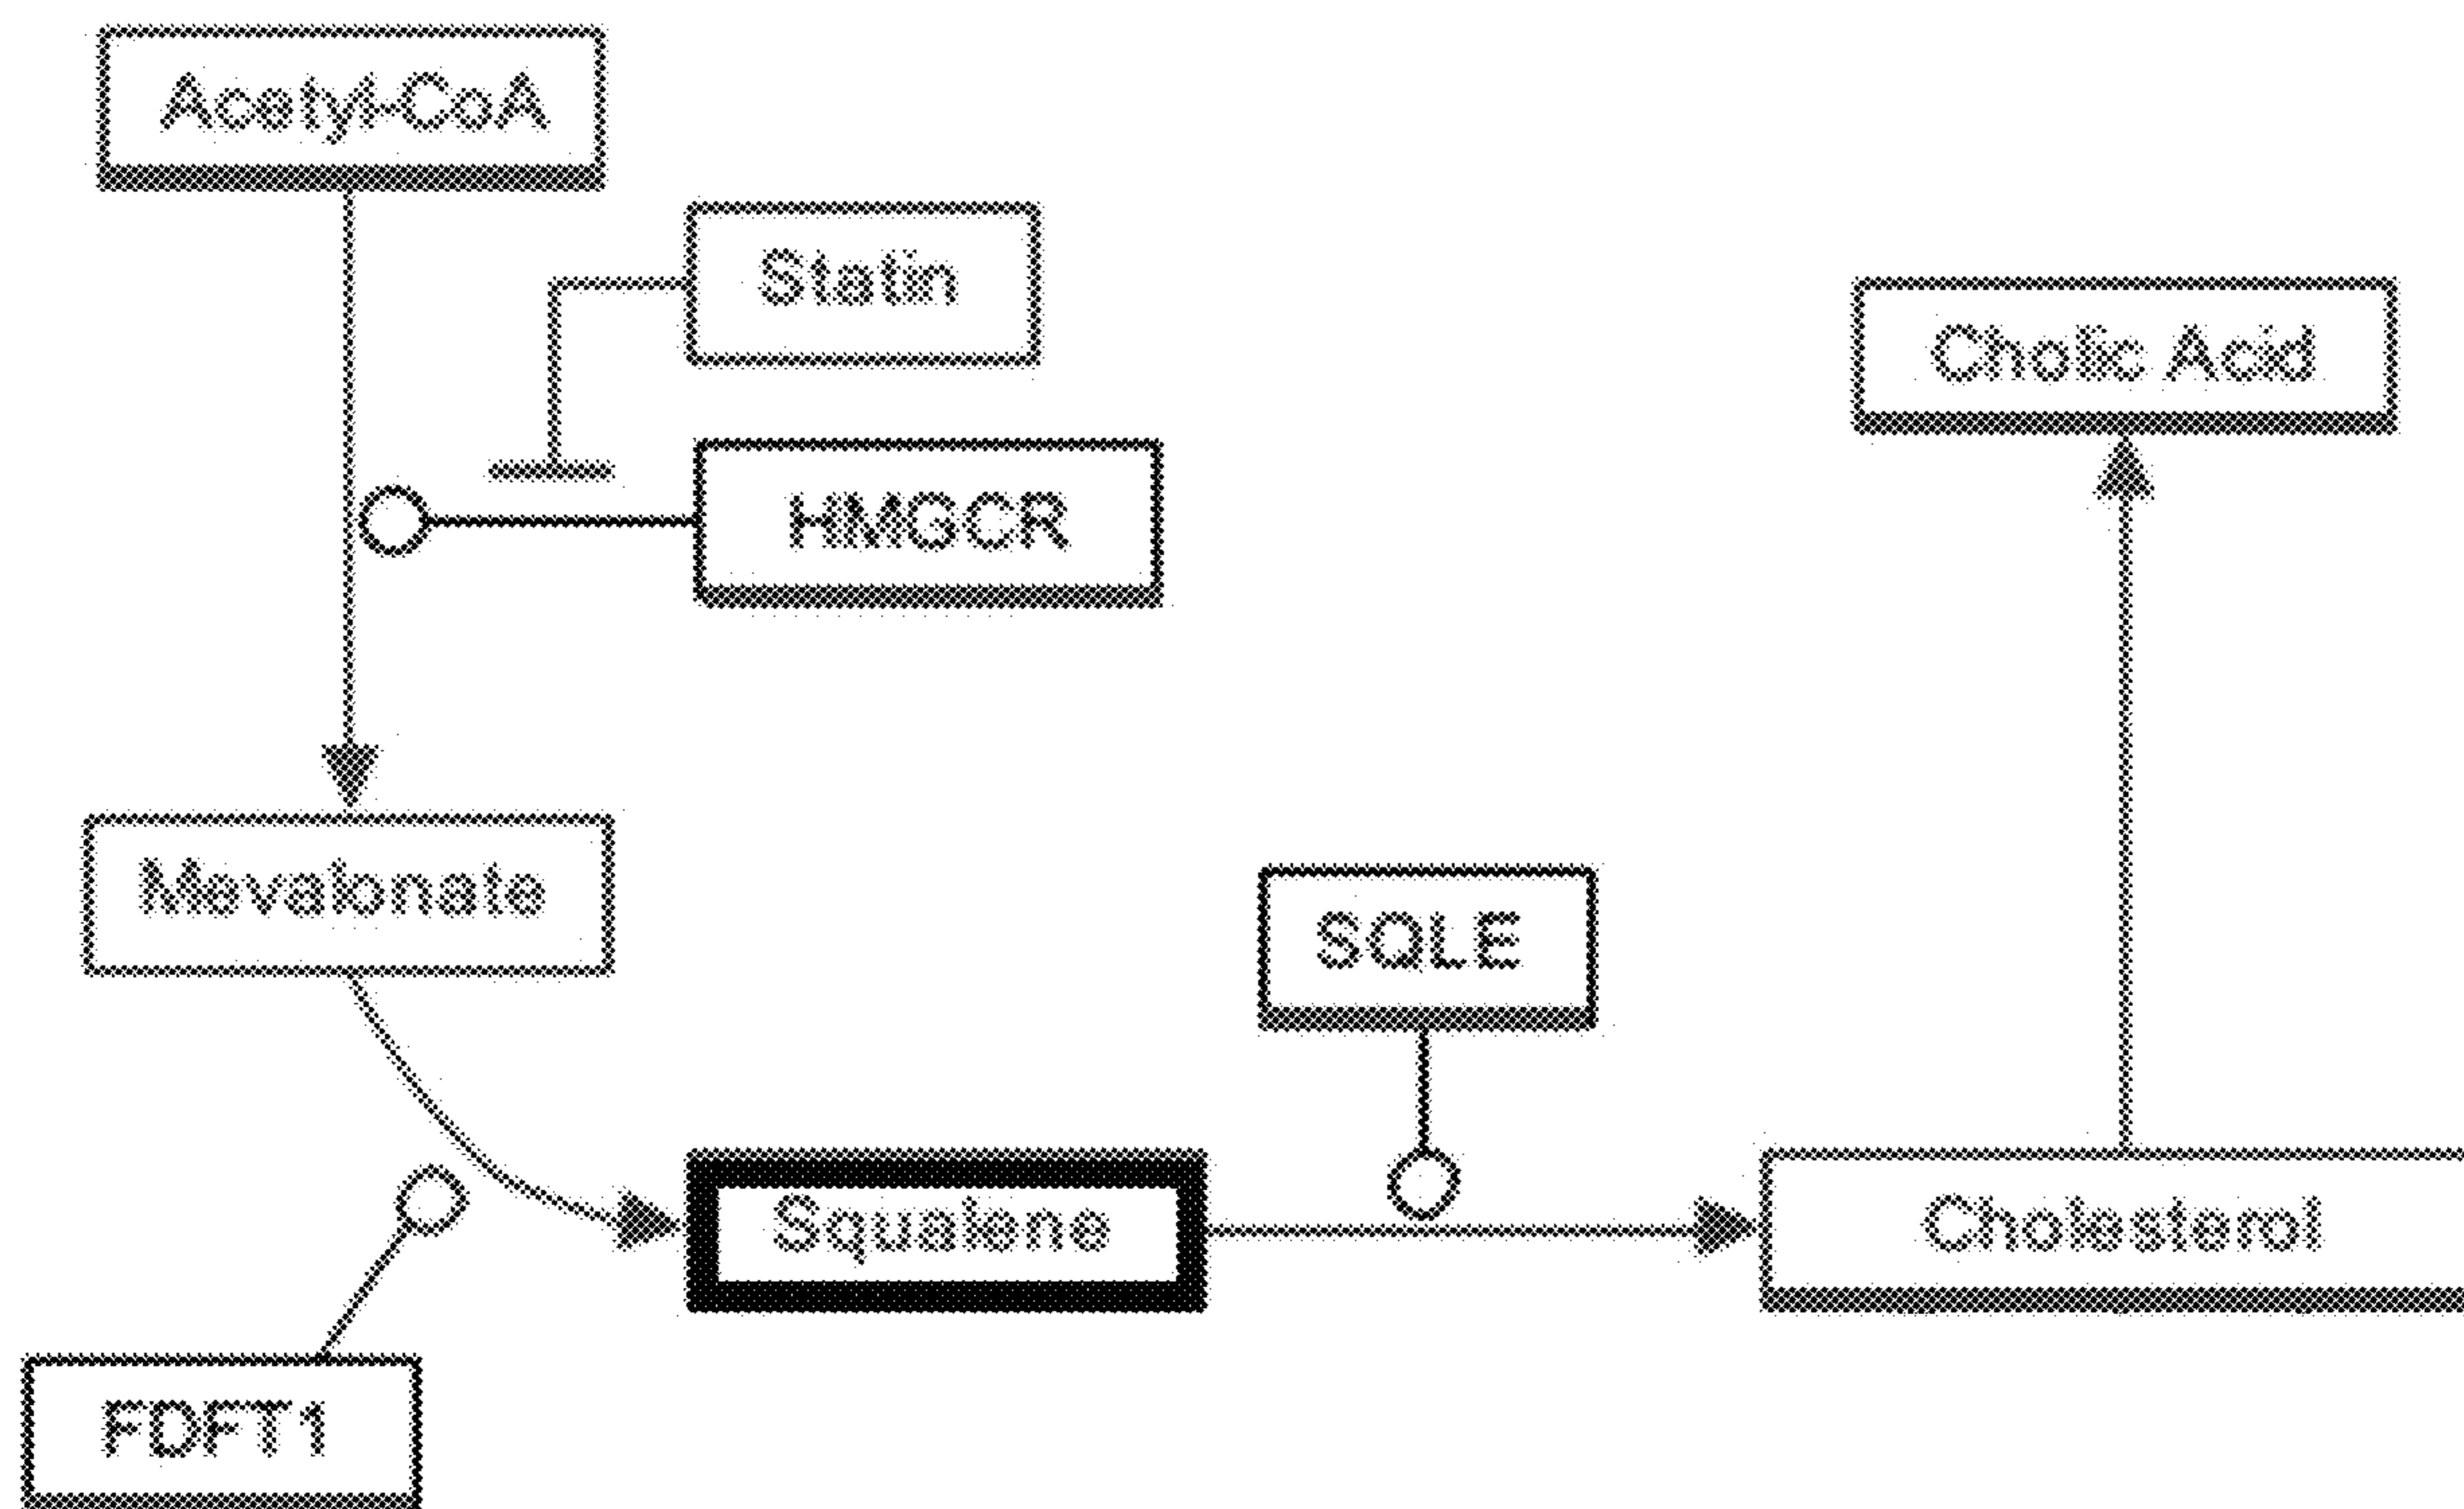 Acetyl-CoA
Statin
Cholic Acid
HMGCR
Mevalonate
SQLE
Squalene
Cholesterol
FDFT1